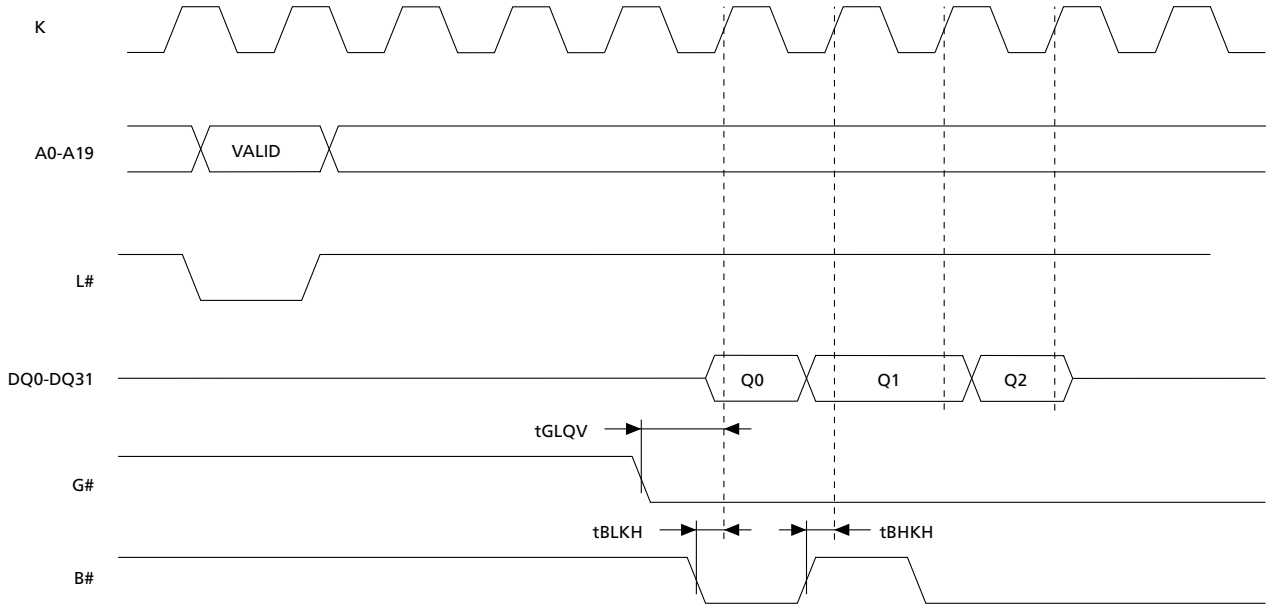 K
A0-A19
VALID
L#
DQ0-DQ31
Q0
Q1
Q2
tGLQV
G#
tBLKH
tBHKH
B#